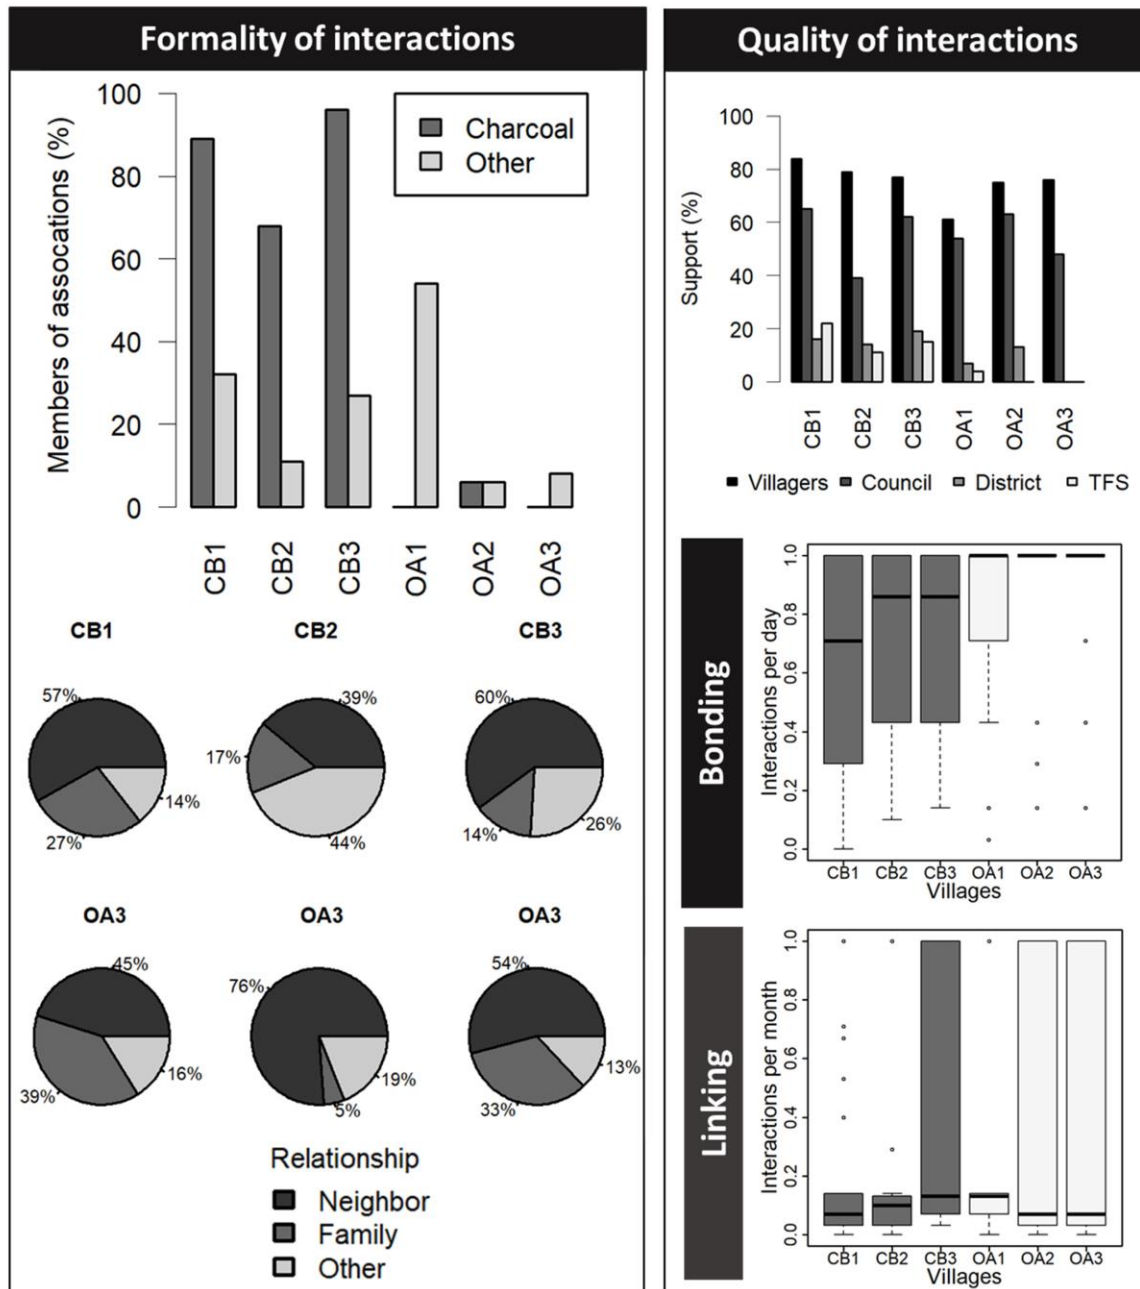 Formality of interactions
Members of assocations (%)
100
80
60
40
20
0
Charcoal
Other
CB1 CB2 CB3 OA1 OA2 OA3
CB1 CB2 CB3
57% 27% 14%
39% 17% 44%
60% 14% 26%
OA3 OA3 OA3
45% 39% 16%
76% 5% 19%
54% 33% 13%
Relationship
Neighbor
Family
Other
Quality of interactions
Support (%)
100
80
60
40
20
0
CB1 CB2 CB3 OA1 OA2 OA3
Villagers Council District TFS
Bonding
Interactions per day
1.0
0.8
0.6
0.4
0.2
0.0
CB1 CB2 CB3 OA1 OA2 OA3
Villages
Linking
Interactions per month
1.0
0.8
0.6
0.4
0.2
0.0
CB1 CB2 CB3 OA1 OA2 OA3
Villages